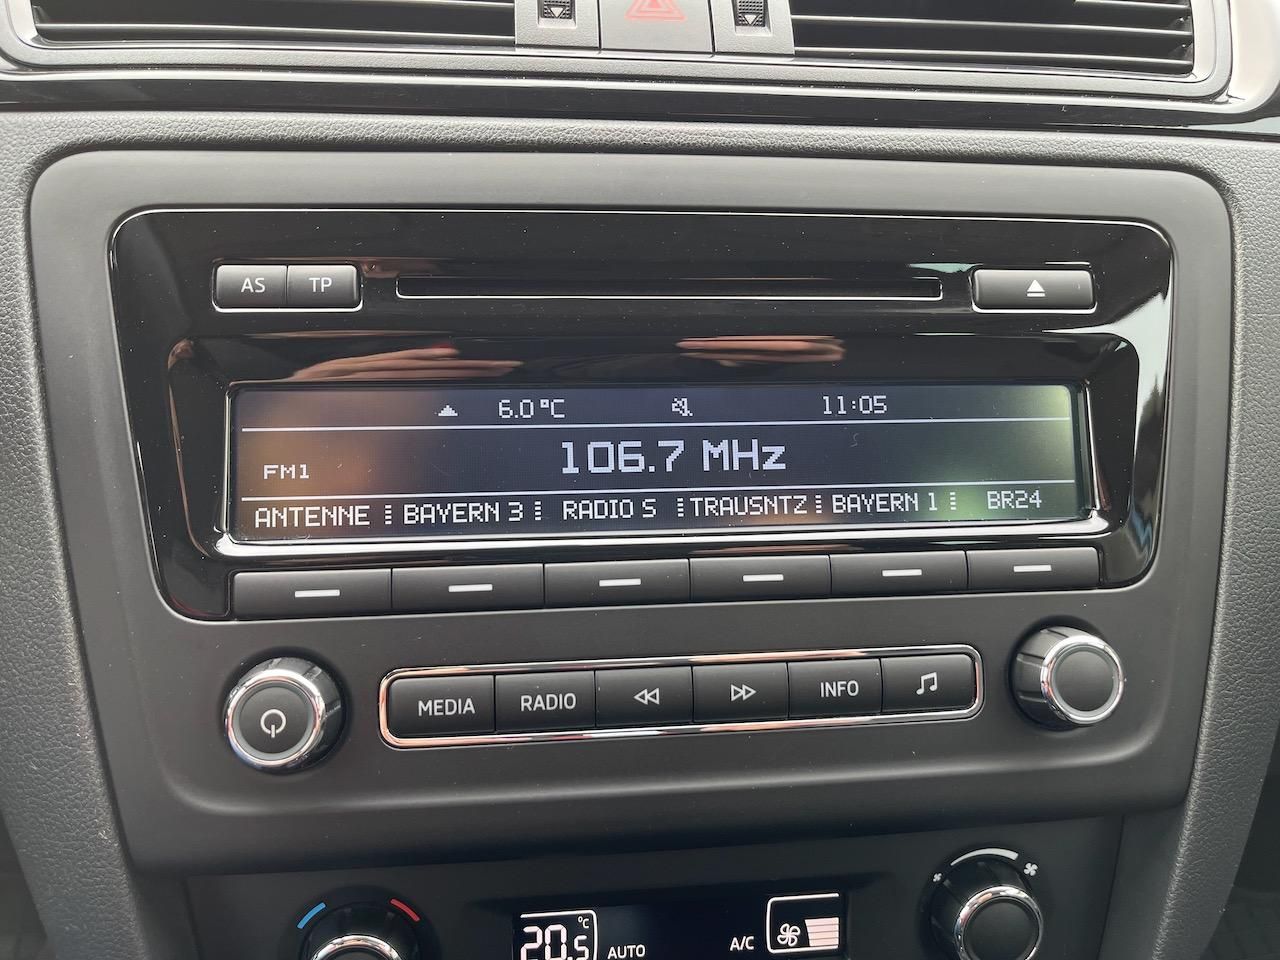 AS TP
6.0 °C 11:05
106.7 MHz
FM1
ANTENNE BAYERN 3 RADIO S TRAUSNTZ BAYERN 1 BR24
MEDIA RADIO INFO
20.5 °C AUTO A/C